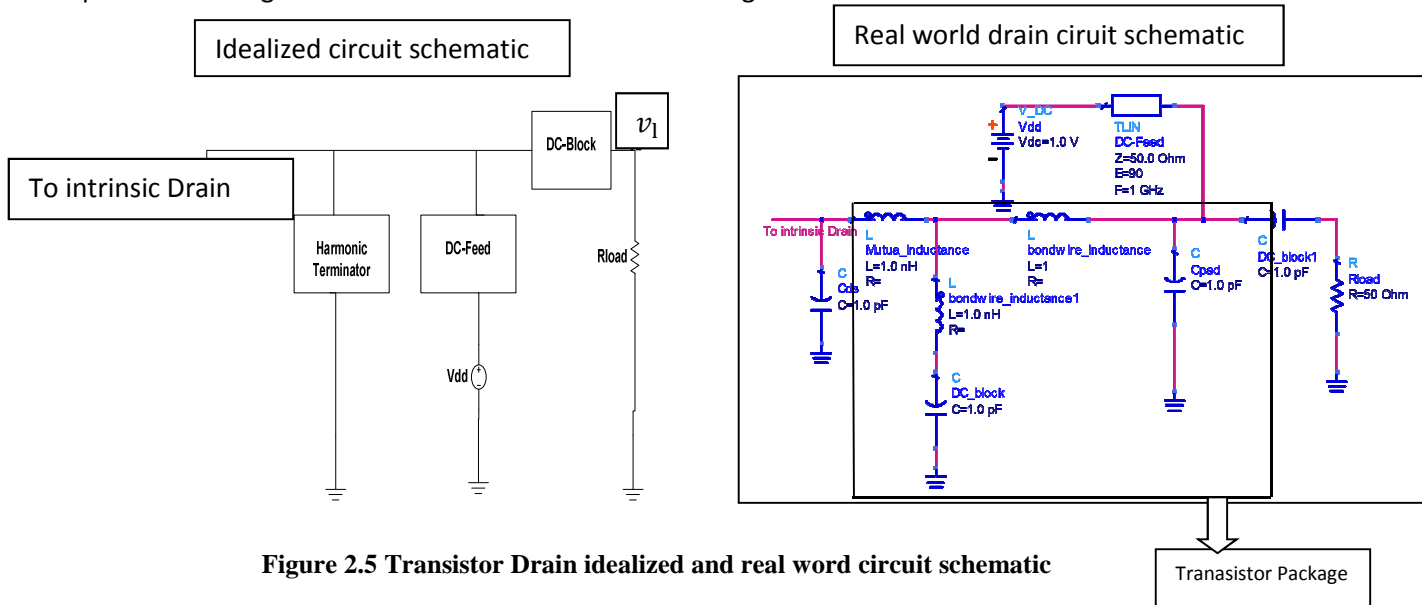 Idealized circuit schematic
Real world drain ciruit schematic
v_l
DC-Block
To intrinsic Drain
Harmonic
Terminator
DC-Feed
Rload
Vdd
V_DC
Vdd
Vdc=1.0 V
TLIN
DC-Feed
Z=50.0 Ohm
E=90
F=1 GHz
To intrinsic Drain
L
Mutua_inductance
L=1.0 nH
R=
L
bondwire_inductance
L=1
R=
C
Cds
C=1.0 pF
L
bondwire_inductance1
L=1.0 nH
R=
C
DC_block
C=1.0 pF
C
Cpad
C=1.0 pF
C
DC_block1
C=1.0 pF
R
Rload
R=50 Ohm
Figure 2.5 Transistor Drain idealized and real word circuit schematic
Tranasistor Package